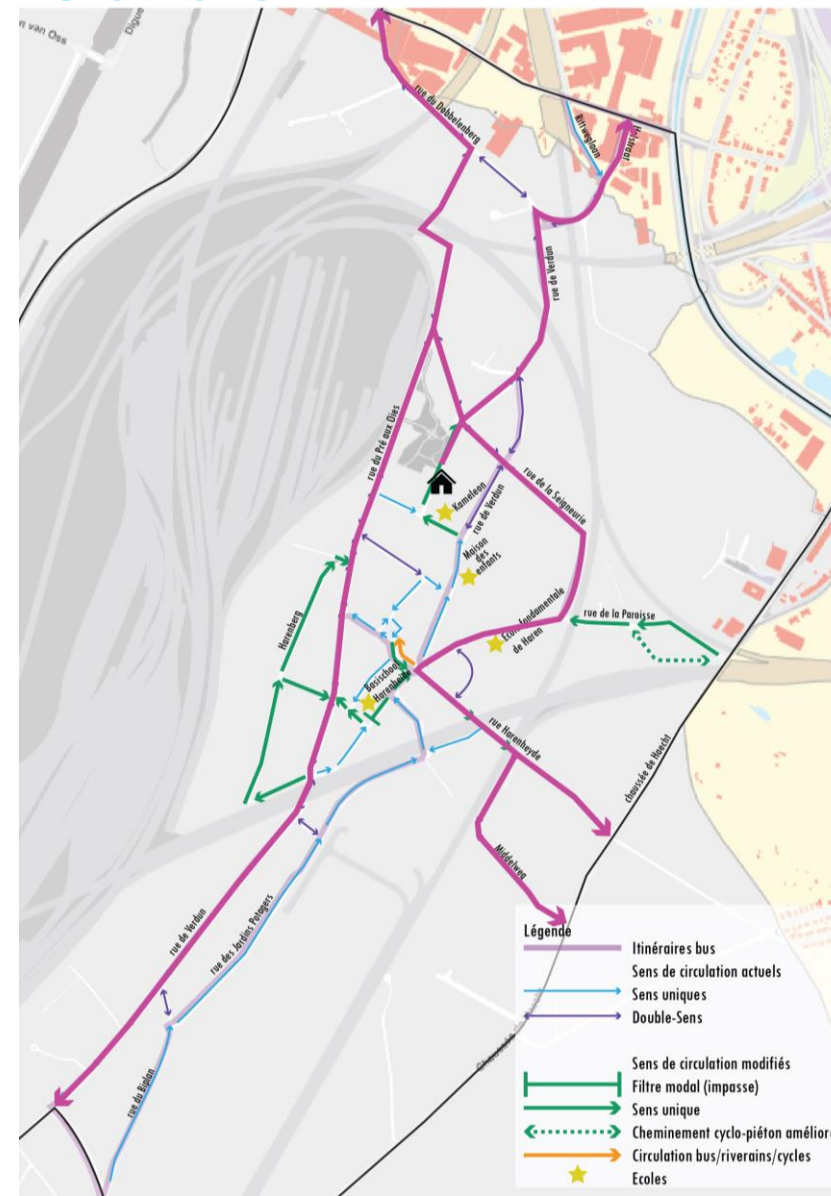 van Oss
Digue
rue du Dobbelenberg
Rittweglaan
rue de Verdun
rue du Pré aux Oies
Kameleon
rue de Verdun
rue de la Seigneurie
Maison
des
enfants
Ecole fondamentale
de Haren
rue de la Paroisse
Harenberg
Basischool
Harenheide
rue Harenheyde
chaussée de Haecht
Middelweg
rue de Verdun
rue des Jardins Potagers
rue du Biplan
Légende
Itinéraires bus
Sens de circulation actuels
Sens uniques
Double-Sens
Sens de circulation modifiés
Filtre modal (impasse)
Sens unique
Cheminement cyclo-piéton améliore
Circulation bus/riverains/cycles
Ecoles